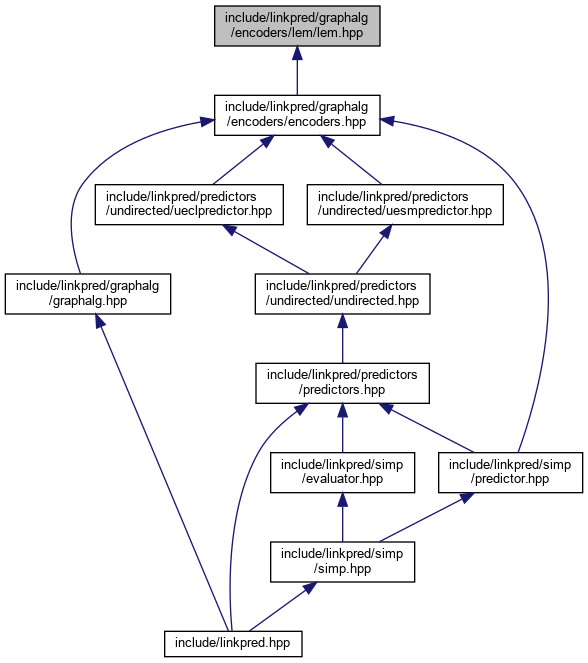 include/linkpred/graphalg
/encoders/lem/lem.hpp
include/linkpred/graphalg
/encoders/encoders.hpp
include/linkpred/predictors
/undirected/ueclpredictor.hpp
include/linkpred/predictors
/undirected/uesmpredictor.hpp
include/linkpred/graphalg
/graphalg.hpp
include/linkpred/predictors
/undirected/undirected.hpp
include/linkpred/predictors
/predictors.hpp
include/linkpred/simp
/evaluator.hpp
include/linkpred/simp
/predictor.hpp
include/linkpred/simp
/simp.hpp
include/linkpred.hpp